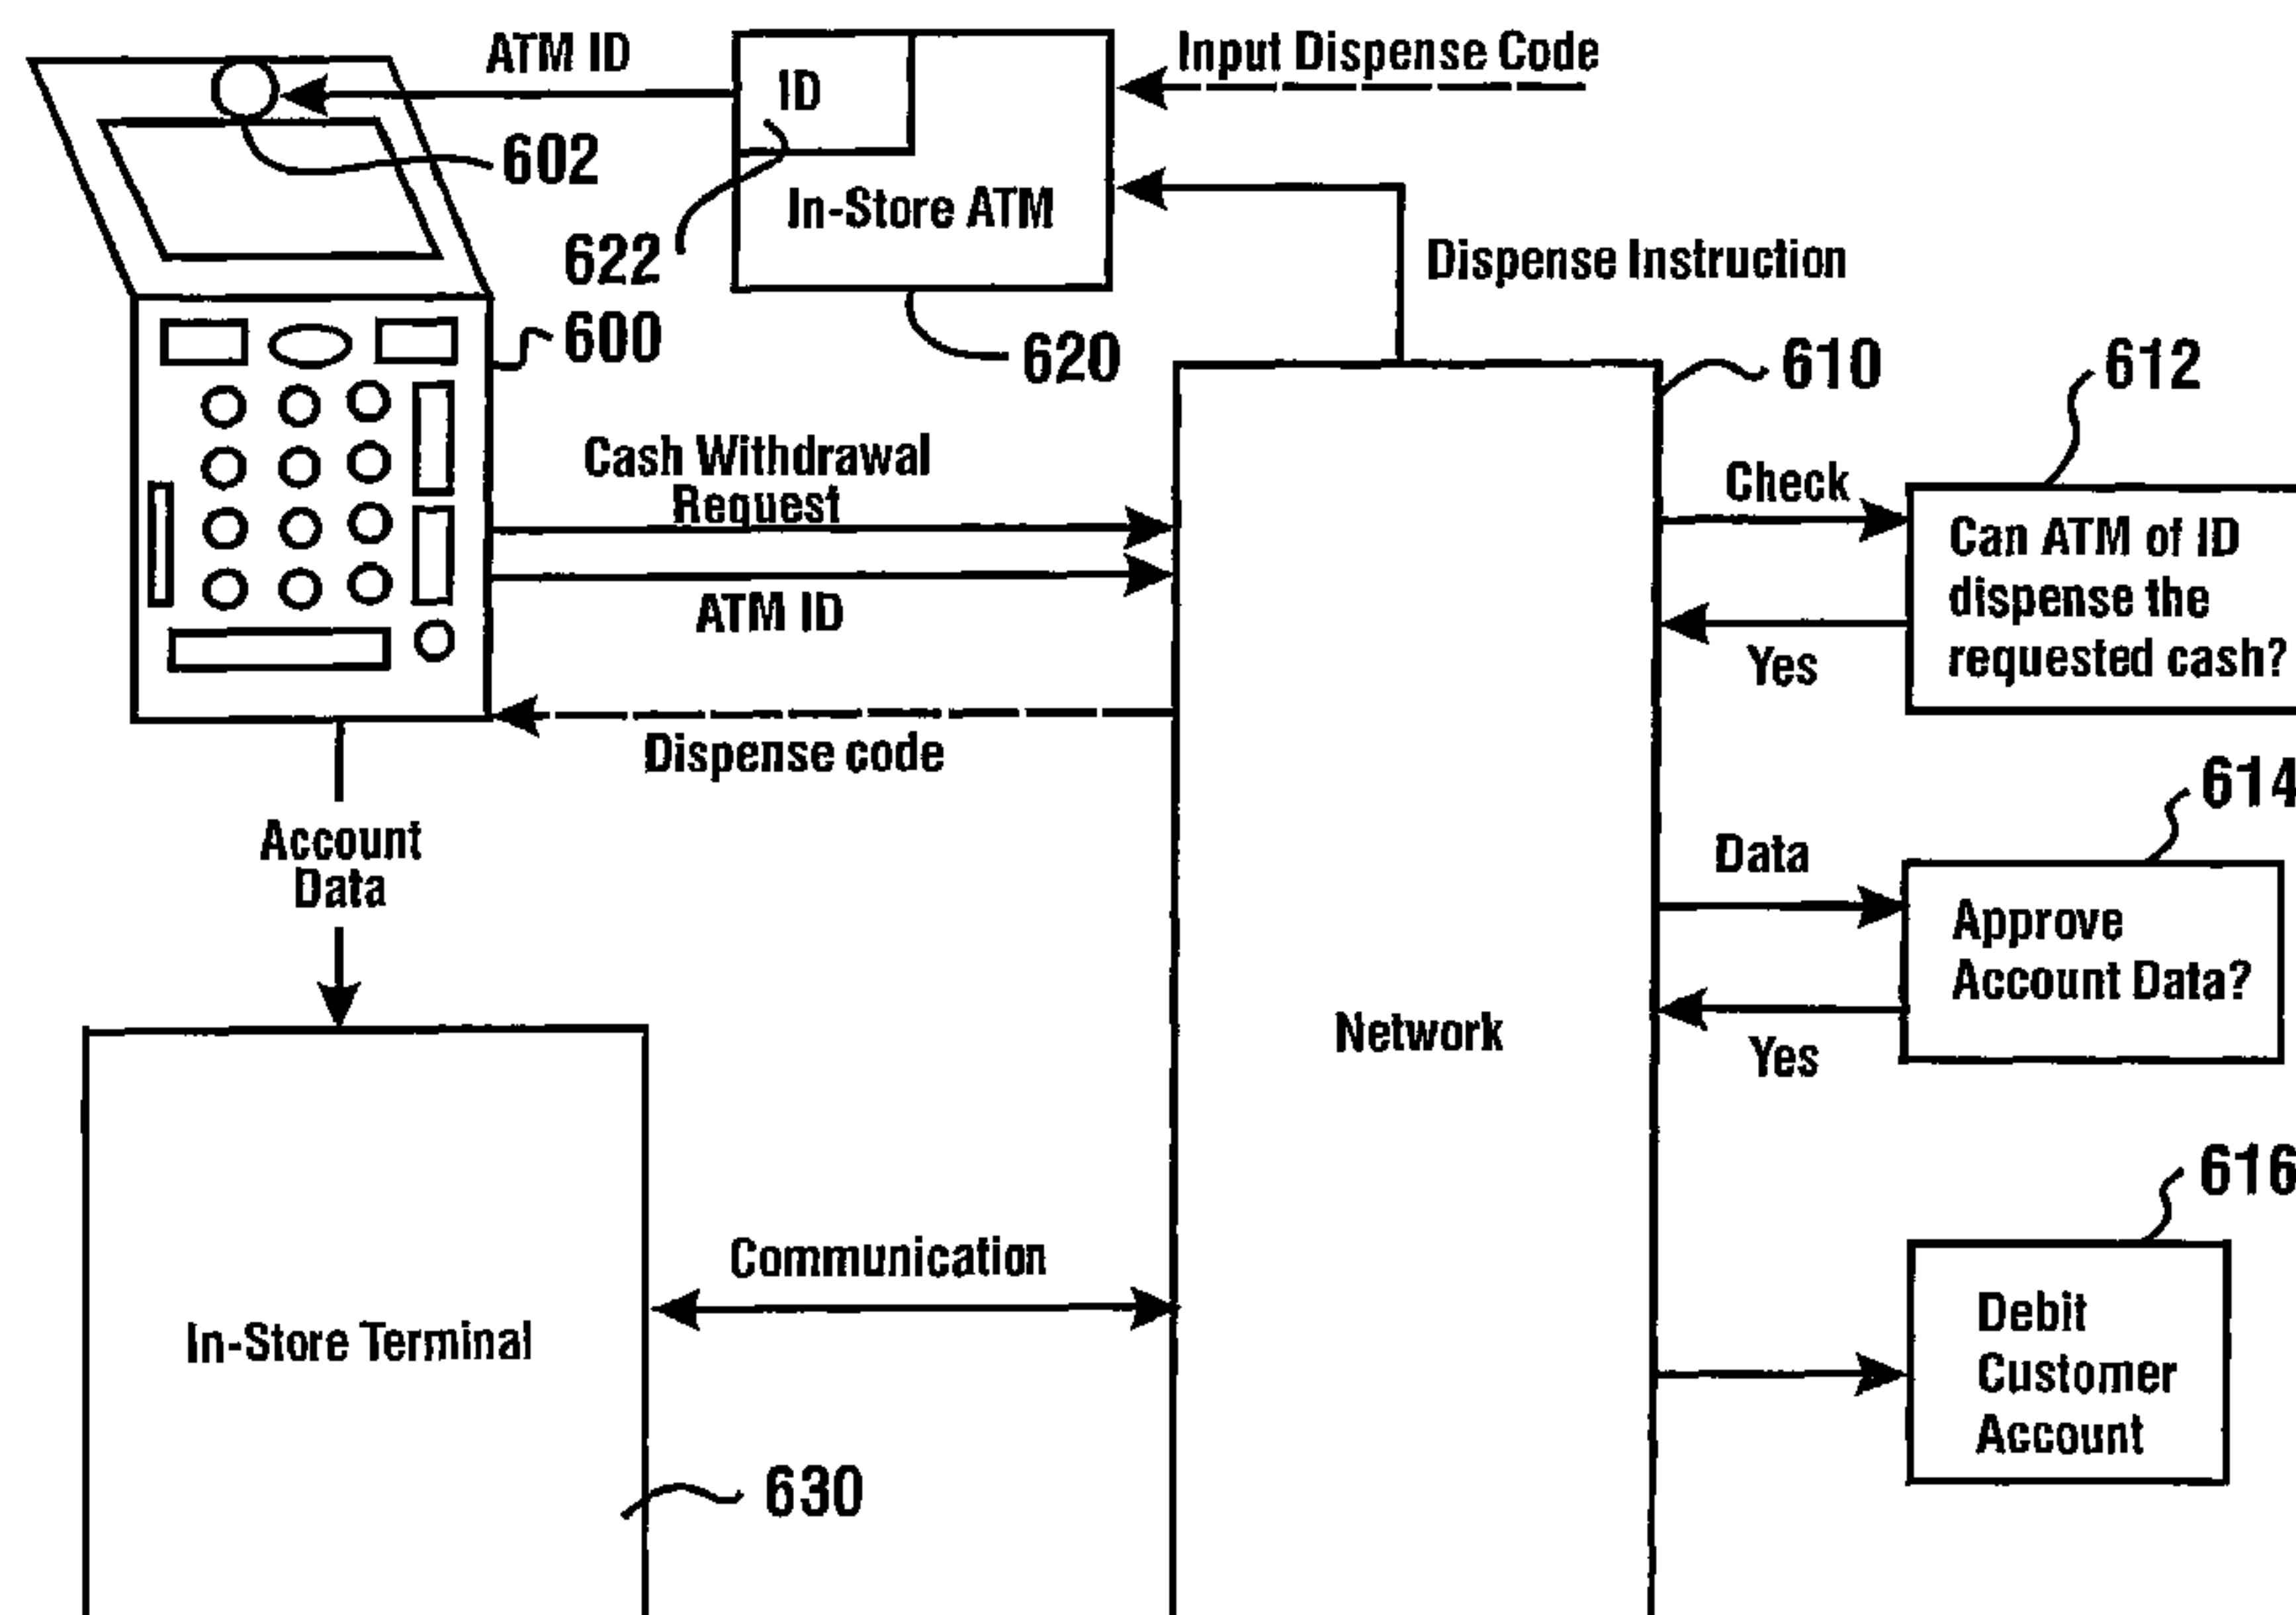 ATM ID
ID
Input Dispense Code
602
In-Store ATM
622
Dispense Instruction
600
620
610
612
Cash Withdrawal
Request
Check
Can ATM of ID
dispense the
requested cash?
ATM ID
Yes
Dispense code
614
Account
Data
Data
Approve
Account Data?
Network
Yes
616
Communication
In-Store Terminal
Debit
Customer
Account
630